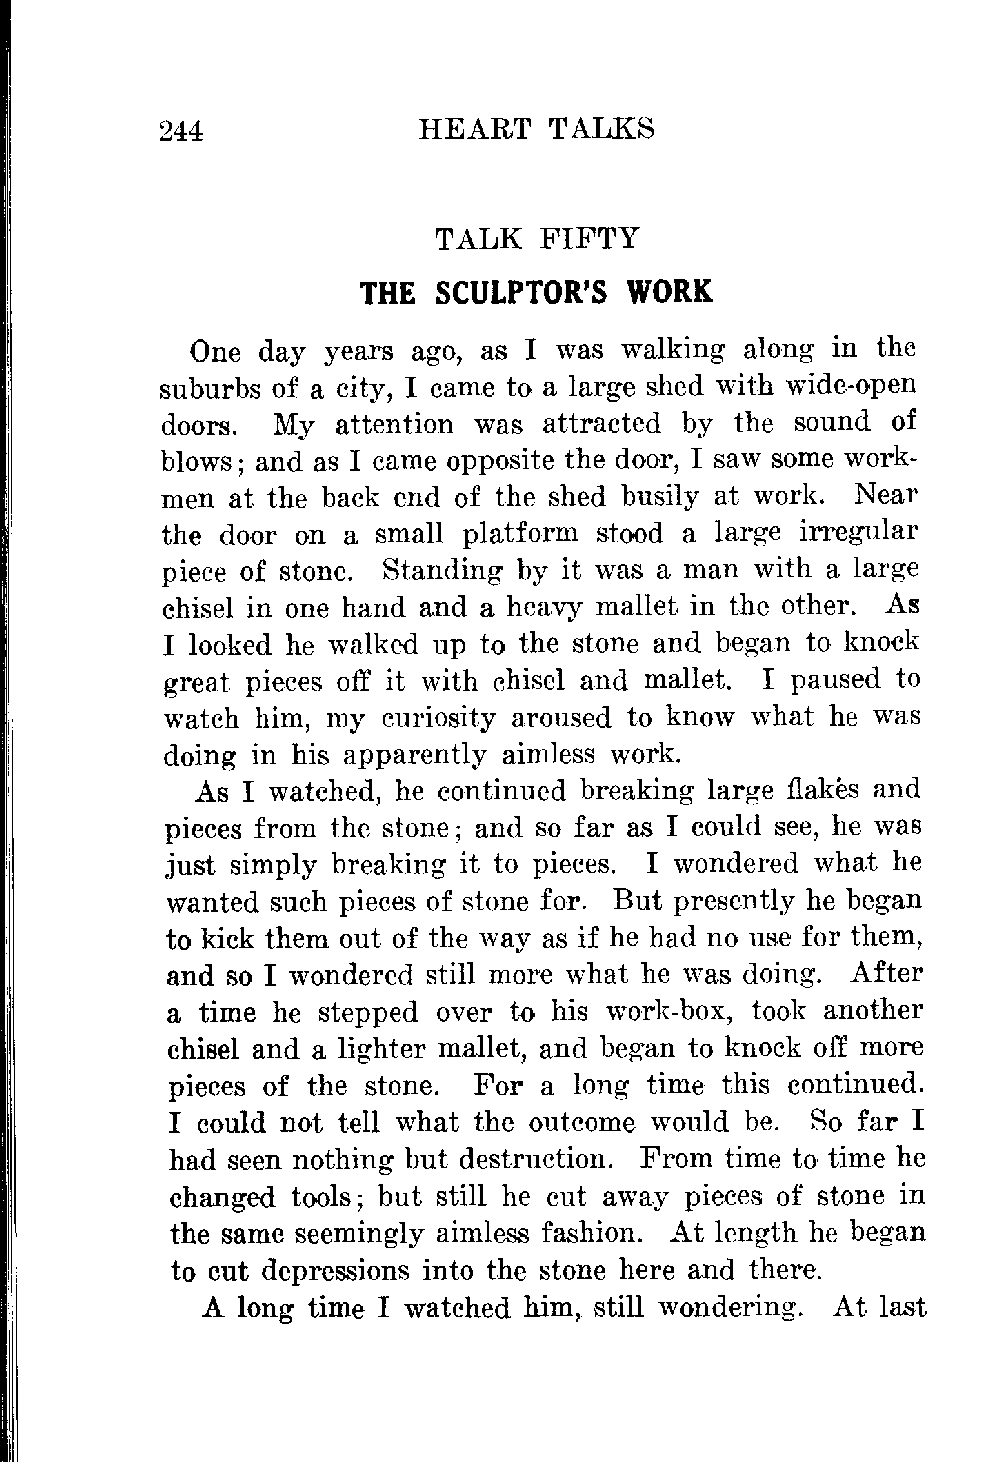 244 HEART TALKS
TALK FIFTY
THE SCULPTOR'S WORK
One day years ago, as I was walking along in the
suburbs of a city, I came to a large shed with wide-open
doors. My attention was attracted by the sound of
blows; and as I came opposite the door, I saw some work-
men at the back end of the shed busily at work. Near
the door on a small platform stood a large irregular
piece of stone. Standing by it was a man with a large
chisel in one hand and a heavy mallet in the other. As
I looked he walked up to the stone and began to knock
great pieces off it with chisel and mallet. I paused to
watch him, my curiosity aroused to know what he was
doing in his apparently aimless work.
As I watched, he continued breaking large flakes and
pieces from the stone; and so far as I could see, he was
just simply breaking it to pieces. I wondered what he
wanted such pieces of stone for. But presently he began
to kick them out of the way as if he had no use for them,
and so I wondered still more what he was doing. After
a time he stepped over to his work-box, took another
chisel and a lighter mallet, and began to knock off more
pieces of the stone. For a long time this continued.
I could not tell what the outcome would be. So far I
had seen nothing but destruction. From time to time he
changed tools; but still he cut away pieces of stone in
the same seemingly aimless fashion. At length he began
to cut depressions into the stone here and there.
A long time I watched him, still wondering. At last